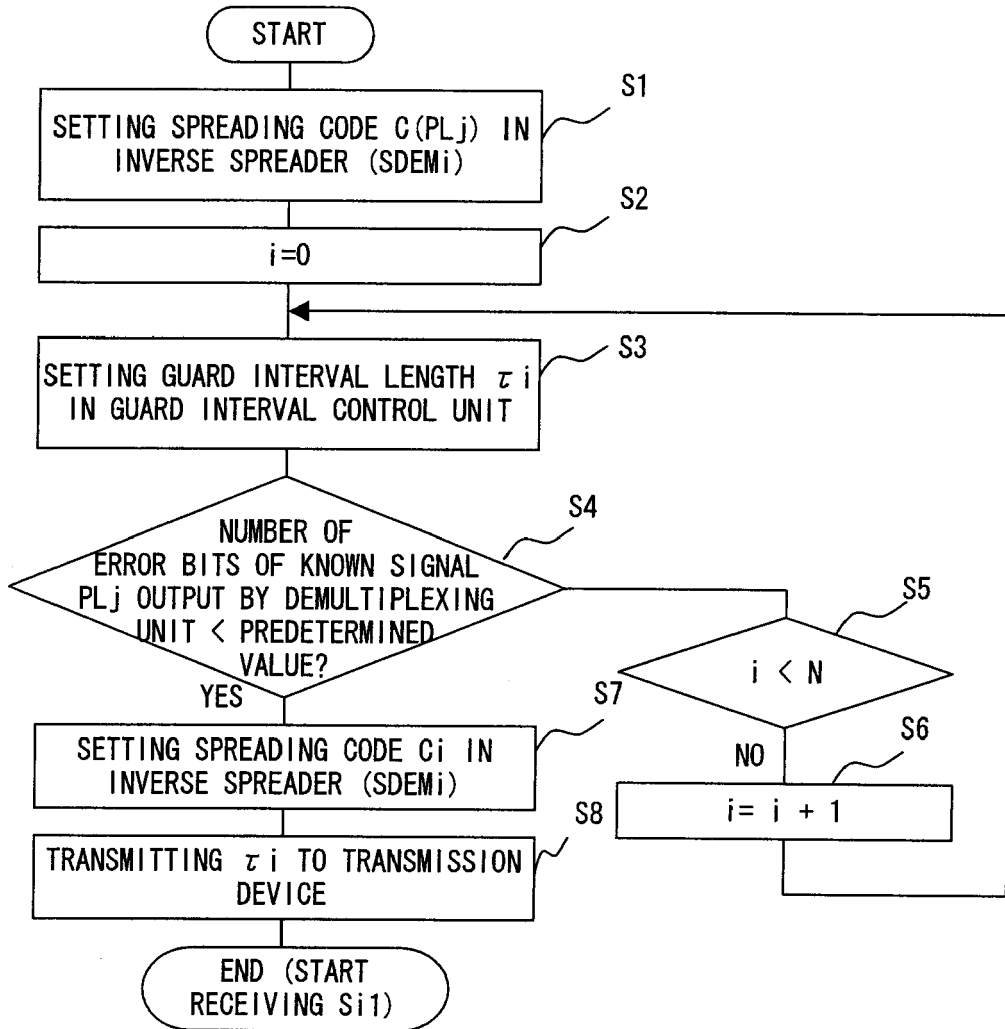 START
S1
SETTING SPREADING CODE C(PLj) IN
INVERSE SPREADER (SDEMi)
S2
i=0
S3
SETTING GUARD INTERVAL LENGTH τi
IN GUARD INTERVAL CONTROL UNIT
S4
NUMBER OF
ERROR BITS OF KNOWN SIGNAL
PLj OUTPUT BY DEMULTIPLEXING
UNIT < PREDETERMINED
VALUE?
S5
i < N
YES
NO
S7
SETTING SPREADING CODE Ci IN
INVERSE SPREADER (SDEMi)
S6
i= i + 1
S8
TRANSMITTING τi TO TRANSMISSION
DEVICE
END (START
RECEIVING Si1)